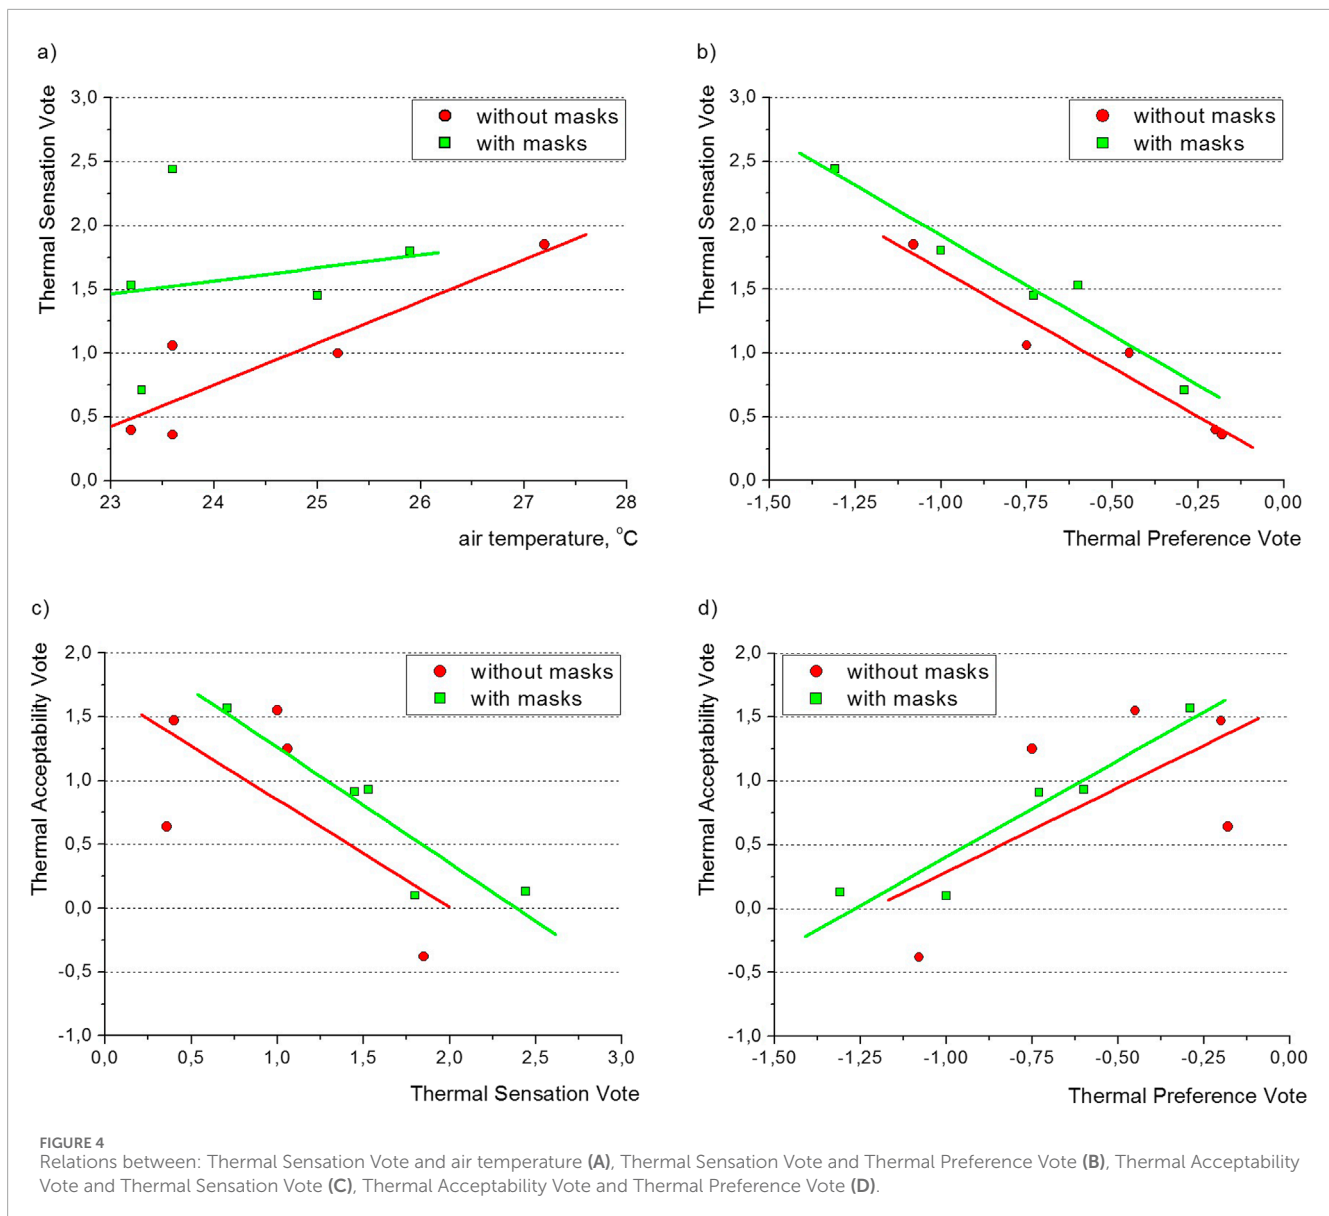 a)
Thermal Sensation Vote
3,0
2,5
2,0
1,5
1,0
0,5
0,0
without masks
with masks
23 24 25 26 27 28
air temperature, °C
b)
Thermal Sensation Vote
3,0
2,5
2,0
1,5
1,0
0,5
0,0
without masks
with masks
-1,50 -1,25 -1,00 -0,75 -0,50 -0,25 0,00
Thermal Preference Vote
c)
Thermal Acceptability Vote
2,0
1,5
1,0
0,5
0,0
-0,5
-1,0
without masks
with masks
0,0 0,5 1,0 1,5 2,0 2,5 3,0
Thermal Sensation Vote
d)
Thermal Acceptability Vote
2,0
1,5
1,0
0,5
0,0
-0,5
-1,0
without masks
with masks
-1,50 -1,25 -1,00 -0,75 -0,50 -0,25 0,00
Thermal Preference Vote
FIGURE 4
Relations between: Thermal Sensation Vote and air temperature (A), Thermal Sensation Vote and Thermal Preference Vote (B), Thermal Acceptability
Vote and Thermal Sensation Vote (C), Thermal Acceptability Vote and Thermal Preference Vote (D).